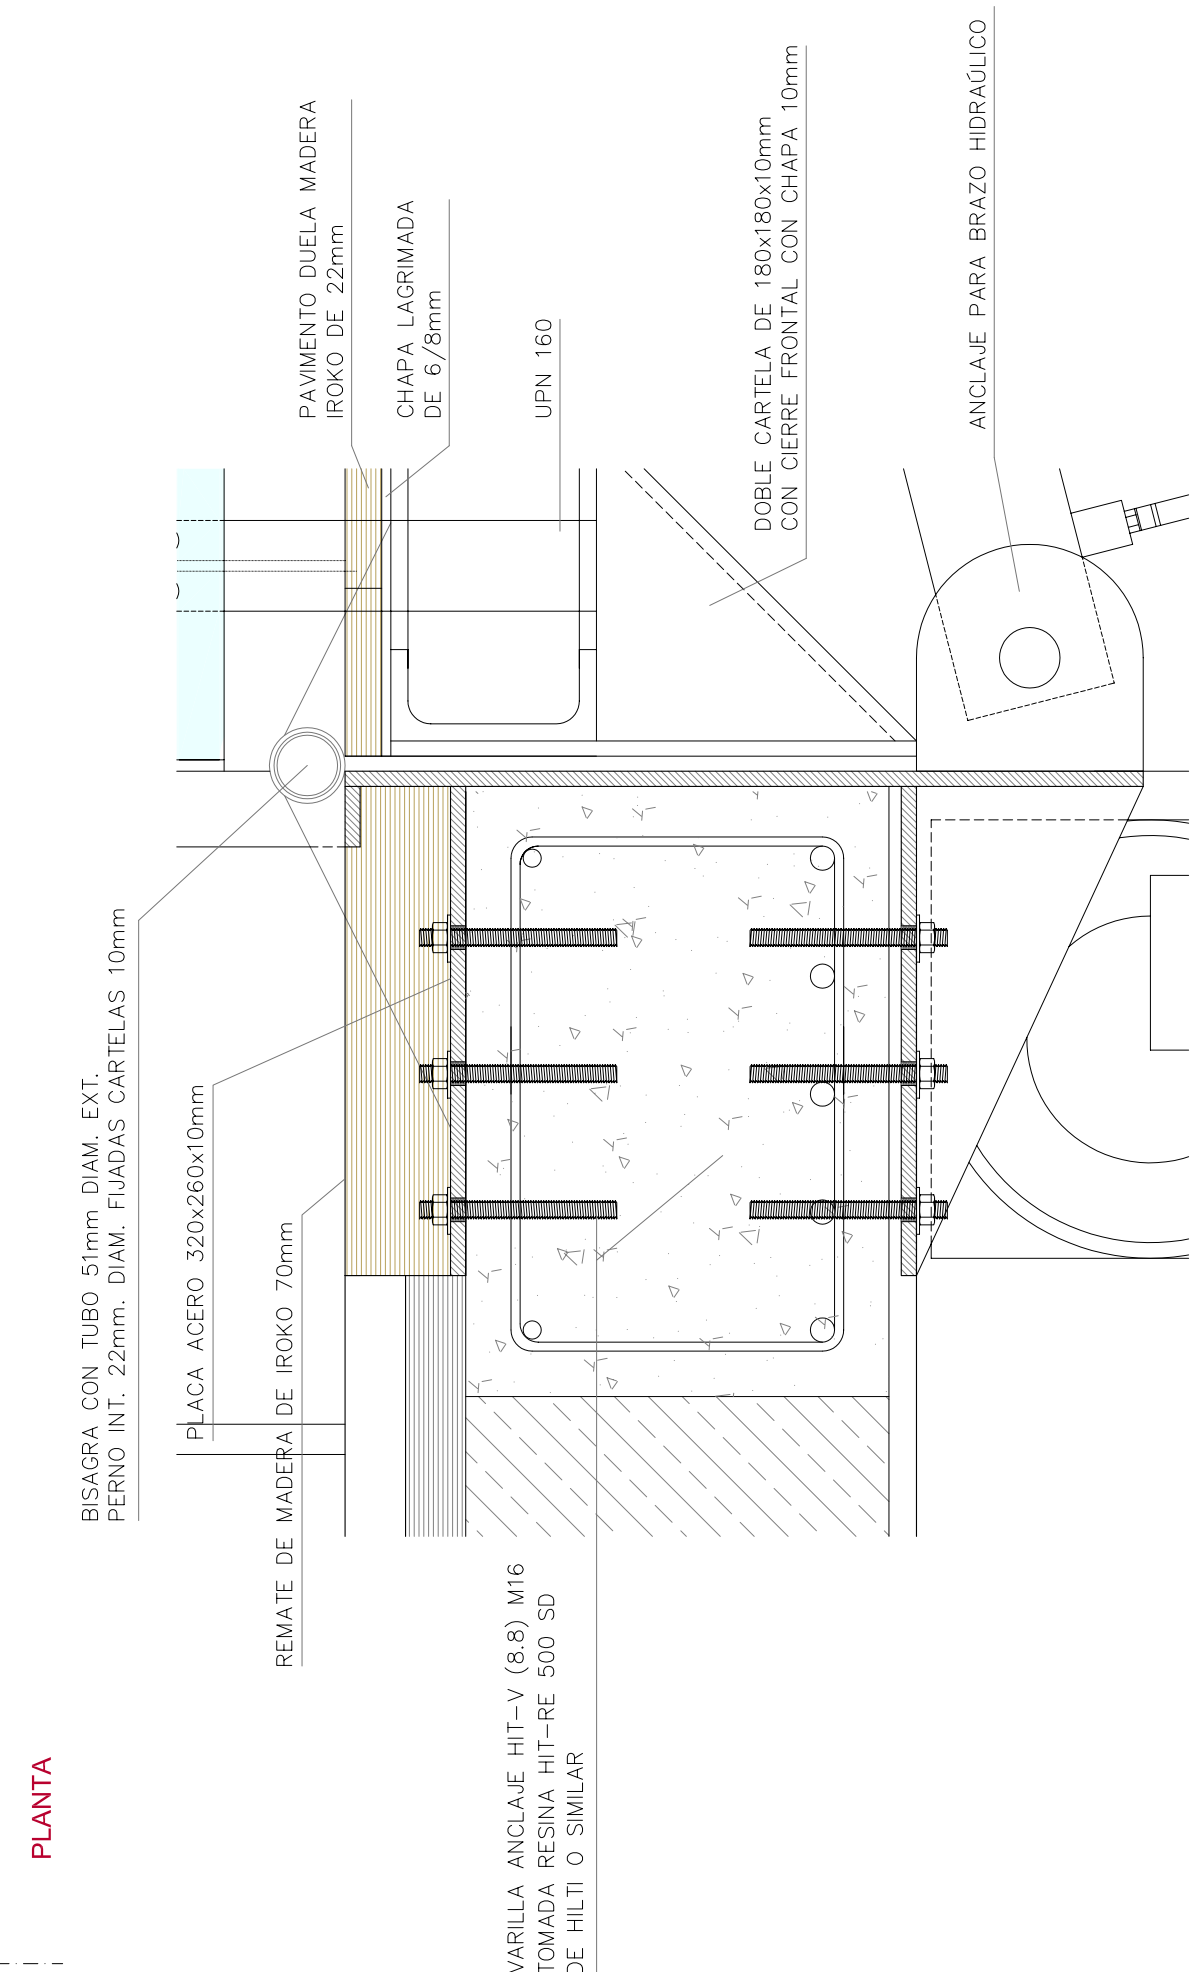 PAVIMENTO DUELA MADERA
IROKO DE 22mm
CHAPA LAGRIMADA
DE 6/8mm
UPN 160
DOBLE CARTELA DE 180x180x10mm
CON CIERRE FRONTAL CON CHAPA 10mm
ANCLAJE PARA BRAZO HIDRAÚLICO
BISAGRA CON TUBO 51mm DIAM. EXT.
PERNO INT. 22mm. DIAM. FIJADAS CARTELAS 10mm
PLACA ACERO 320x260x10mm
REMATE DE MADERA DE IROKO 70mm
VARILLA ANCLAJE HIT-V (8.8) M16
TOMADA RESINA HIT-RE 500 SD
DE HILTI O SIMILAR
PLANTA